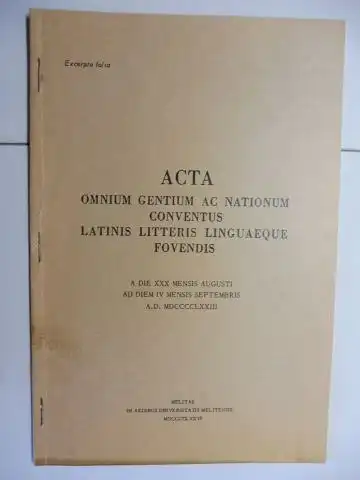 Excerpta falsa
ACTA
OMNIUM GENTIUM AC NATIONUM
CONVENTUS
LATINIS LITTERIS LINGUAEQUE
FOVENDIS
A DIE XXX MENSIS AUGUSTI
AD DIEM IV MENSIS SEPTEMBRIS
A.D. MDCCCCLXXIII
MELITAE
IN AEDIBUS UNIVERSITATIS MELITENSIS